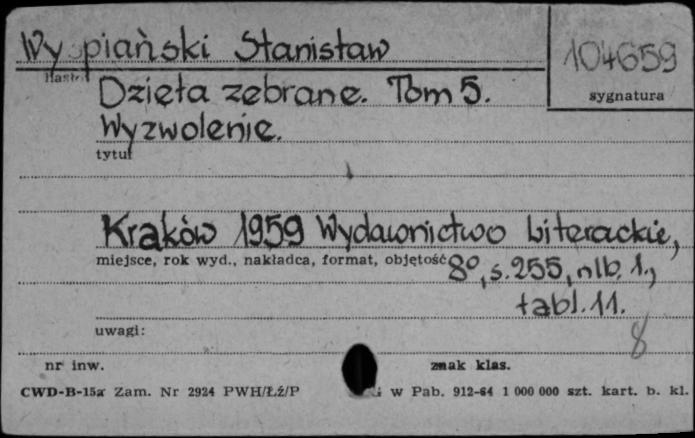 Wyspiański Stanisław
104659
hasło
sygnatura
Dzieła zebrane. Tom 5.
Wyzwolenie.
tytuł
Kraków 1959 Wydawnictwo Literackie,
miejsce, rok wyd., nakładca, format, objętość
8°, s. 255, nlb. 1.,
tabl. 11.
uwagi:
8
nr inw.
znak klas.
CWD-B-15a Zam. Nr 2924 PWH/Łź/P
w Pab. 912-64 1 000 000 szt. kart. b. kl.